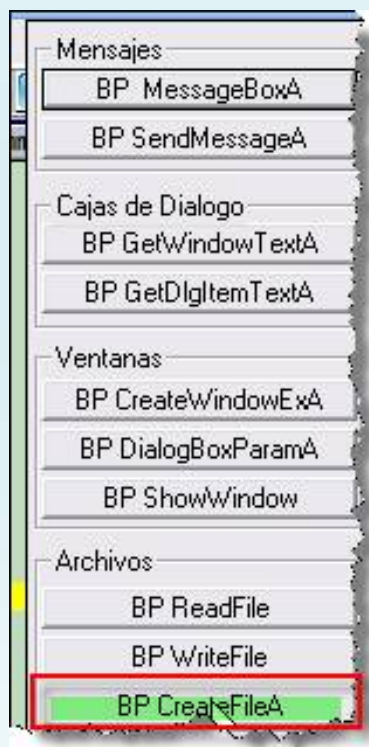 Mensajes
BP MessageBoxA
BP SendMessageA
Cajas de Dialogo
BP GetWindowTextA
BP GetDlgItemTextA
Ventanas
BP CreateWindowExA
BP DialogBoxParamA
BP ShowWindow
Archivos
BP ReadFile
BP WriteFile
BP CreateFileA